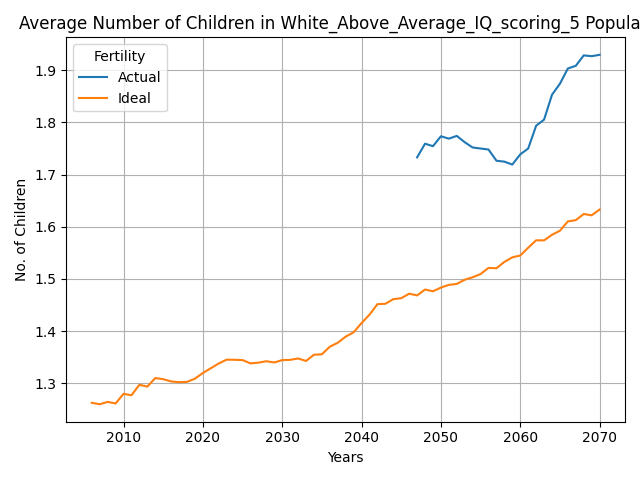 Average Number of Children in White_Above_Average_IQ_scoring_5 Popula
Fertility
Actual
Ideal
No. of Children
1.9
1.8
1.7
1.6
1.5
1.4
1.3
2010 2020 2030 2040 2050 2060 2070
Years